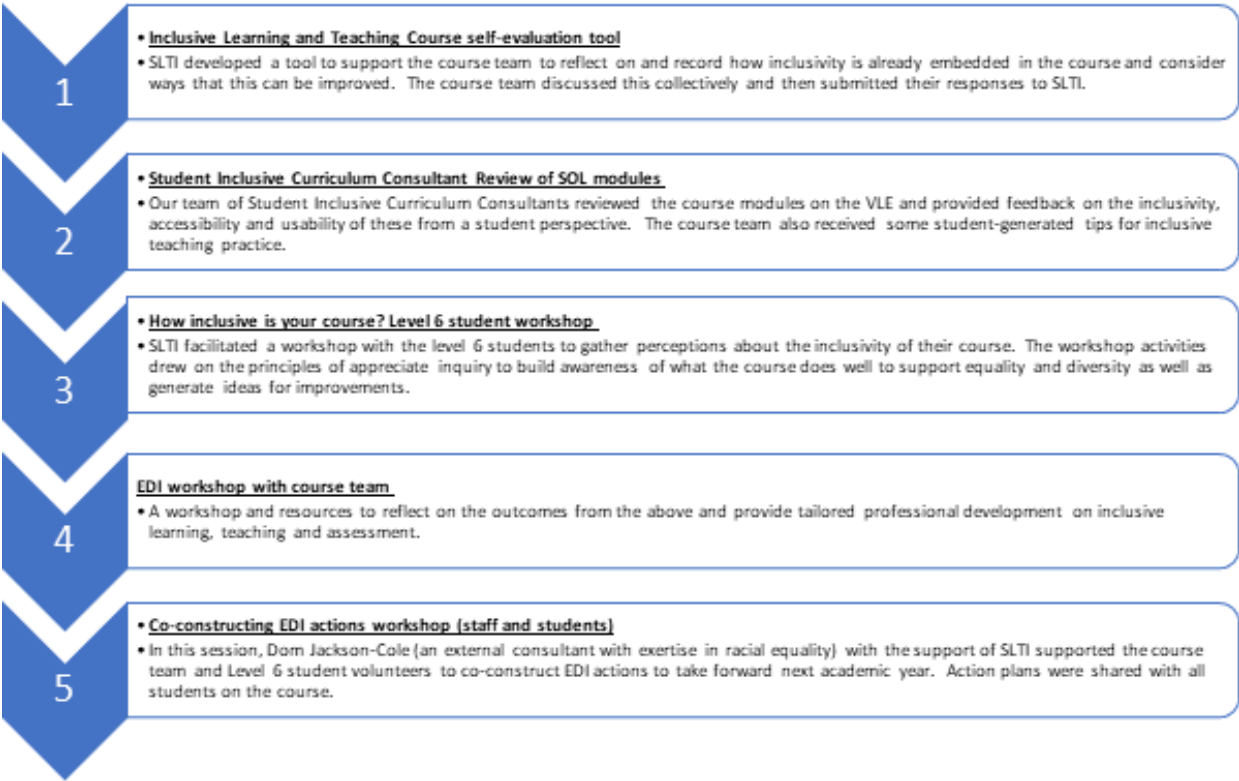 1
• Inclusive Learning and Teaching Course self-evaluation tool
• SLTI developed a tool to support the course team to reflect on and record how inclusivity is already embedded in the course and consider
ways that this can be improved. The course team discussed this collectively and then submitted their responses to SLTI.
2
• Student Inclusive Curriculum Consultant Review of SOL modules
• Our team of Student Inclusive Curriculum Consultants reviewed the course modules on the VLE and provided feedback on the inclusivity,
accessibility and usability of these from a student perspective. The course team also received some student-generated tips for inclusive
teaching practice.
3
• How inclusive is your course? Level 6 student workshop
• SLTI facilitated a workshop with the level 6 students to gather perceptions about the inclusivity of their course. The workshop activities
drew on the principles of appreciate inquiry to build awareness of what the course does well to support equality and diversity as well as
generate ideas for improvements.
4
EDI workshop with course team
• A workshop and resources to reflect on the outcomes from the above and provide tailored professional development on inclusive
learning, teaching and assessment.
5
• Co-constructing EDI actions workshop (staff and students)
• In this session, Dom Jackson-Cole (an external consultant with exertise in racial equality) with the support of SLTI supported the course
team and Level 6 student volunteers to co-construct EDI actions to take forward next academic year. Action plans were shared with all
students on the course.